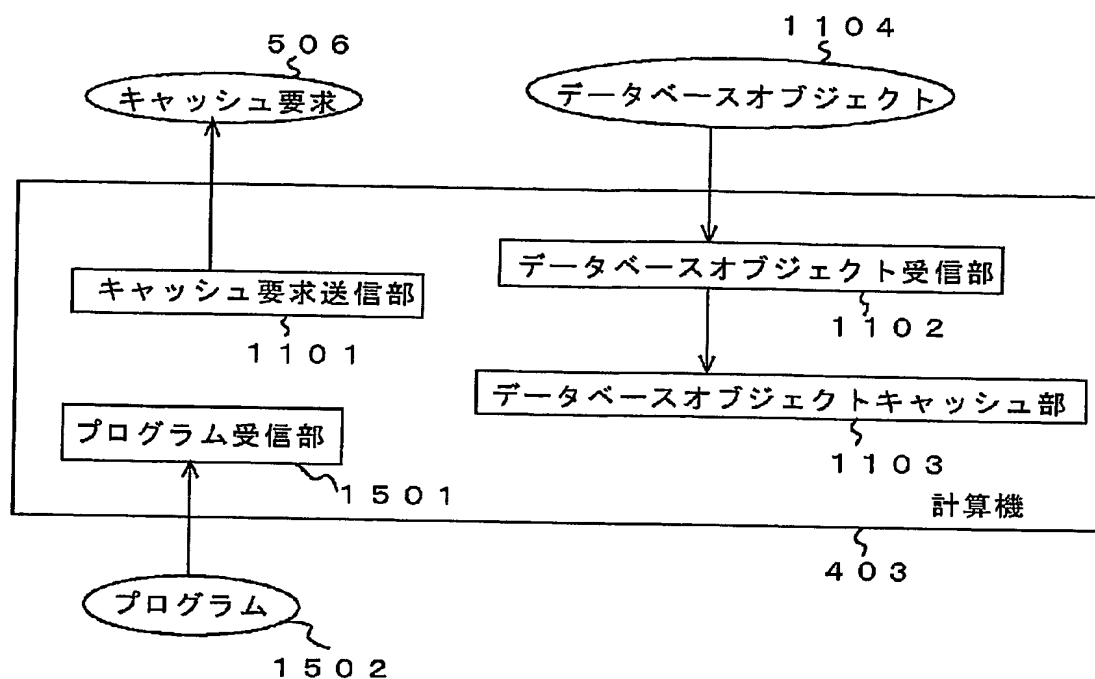 １１０４
５０６
キャッシュ要求
データベースオブジェクト
データベースオブジェクト受信部
キャッシュ要求送信部
１１０２
１１０１
データベースオブジェクトキャッシュ部
プログラム受信部
１１０３
１５０１
計算機
４０３
プログラム
１５０２